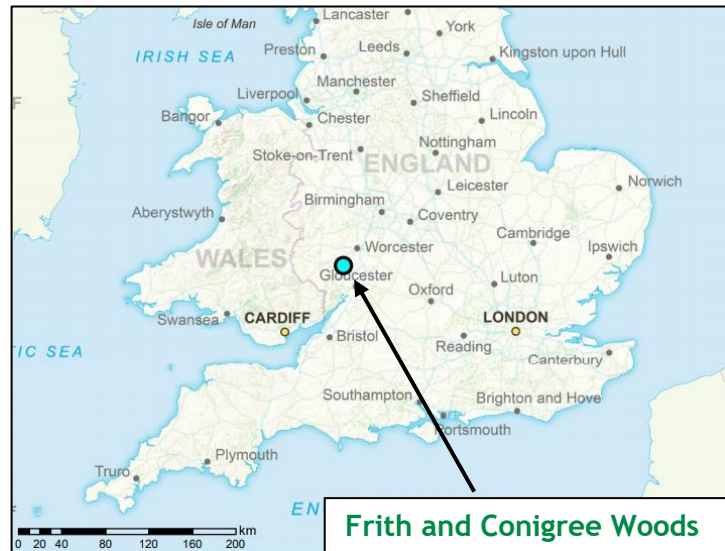 Isle of Man
Lancaster
York
IRISH SEA
Preston
Leeds
Kingston upon Hull
Manchester
Liverpool
Sheffield
Bangor
Chester
Lincoln
Stoke-on-Trent
Nottingham
ENGLAND
Leicester
Norwich
Birmingham
Aberystwyth
Coventry
Cambridge
Worcester
WALES
Ipswich
Gloucester
Luton
Oxford
Swansea
CARDIFF
LONDON
Bristol
Reading
TIC SEA
Canterbury
Southampton
Brighton and Hove
Portsmouth
Plymouth
Truro
EN
km
0 20 40 80 120 160 200
Frith and Conigree Woods